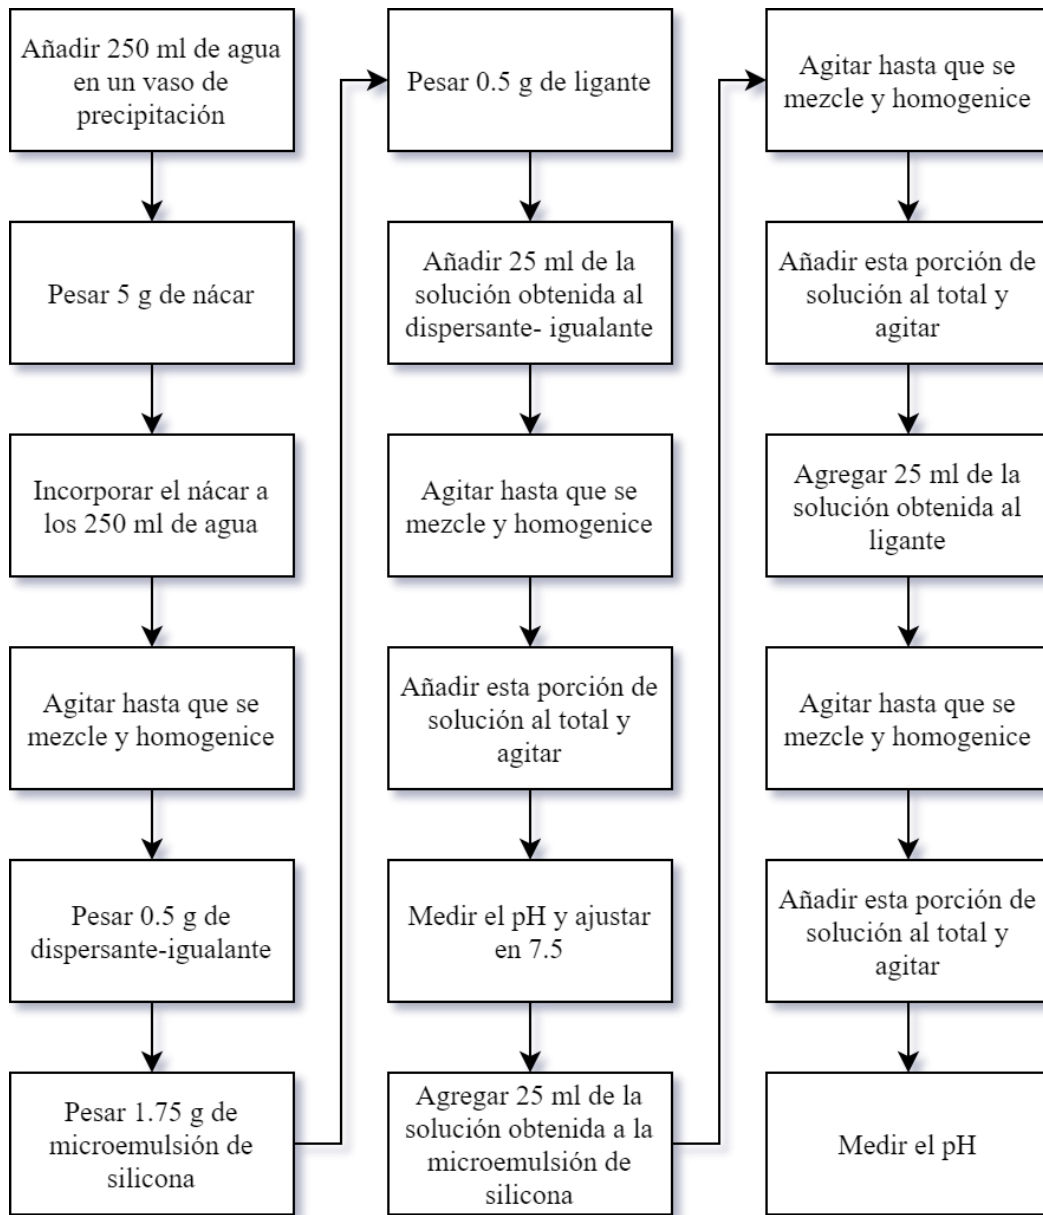 Añadir 250 ml de agua
en un vaso de
precipitación
Pesar 5 g de nácar
Incorporar el nácar a
los 250 ml de agua
Agitar hasta que se
mezcle y homogenice
Pesar 0.5 g de
dispersante-igualante
Pesar 1.75 g de
microemulsión de
silicona
Pesar 0.5 g de ligante
Añadir 25 ml de la
solución obtenida al
dispersante- igualante
Agitar hasta que se
mezcle y homogenice
Añadir esta porción de
solución al total y
agitar
Medir el pH y ajustar
en 7.5
Agregar 25 ml de la
solución obtenida a la
microemulsión de
silicona
Agitar hasta que se
mezcle y homogenice
Añadir esta porción de
solución al total y
agitar
Agregar 25 ml de la
solución obtenida al
ligante
Agitar hasta que se
mezcle y homogenice
Añadir esta porción de
solución al total y
agitar
Medir el pH